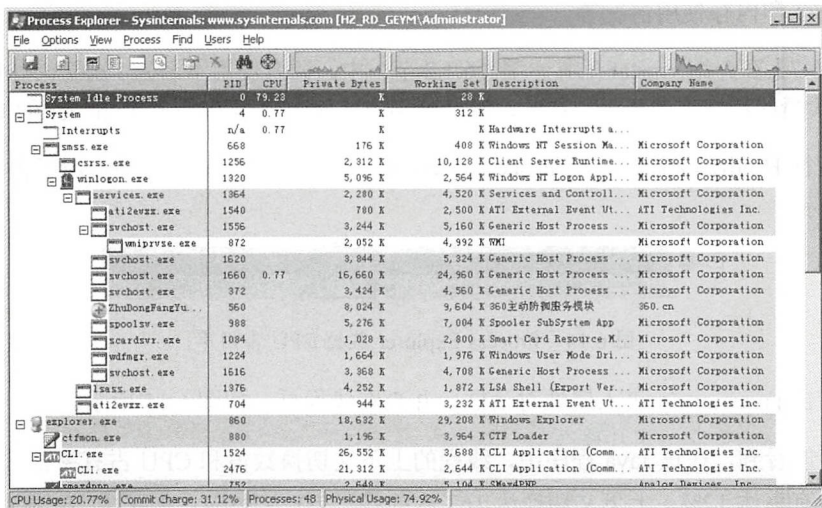 Process Explorer - Sysinternals: www.sysinternals.com [HZ_RD_GEYM\Administrator]
File Options View Process Find Users Help
Process PID CPU Private Bytes Working Set Description Company Name
System Idle Process 0 79.23 K 28 K
System 4 0.77 K 312 K
Interrupts n/a 0.77 K K Hardware Interrupts a...
smss.exe 668 176 K 408 K Windows NT Session Ma... Microsoft Corporation
csrss.exe 1256 2,312 K 10,128 K Client Server Runtime... Microsoft Corporation
winlogon.exe 1320 5,096 K 2,564 K Windows NT Logon Appl... Microsoft Corporation
services.exe 1364 2,280 K 4,520 K Services and Controll... Microsoft Corporation
ati2evxx.exe 1540 780 K 2,500 K ATI External Event Ut... ATI Technologies Inc.
svchost.exe 1556 3,244 K 5,160 K Generic Host Process ... Microsoft Corporation
wmiprvse.exe 872 2,052 K 4,992 K WMI Microsoft Corporation
svchost.exe 1620 3,844 K 5,324 K Generic Host Process ... Microsoft Corporation
svchost.exe 1660 0.77 16,660 K 24,960 K Generic Host Process ... Microsoft Corporation
svchost.exe 372 3,424 K 4,560 K Generic Host Process ... Microsoft Corporation
ZhuDongFangYu... 560 8,024 K 9,604 K 360主动防御服务模块 360.cn
spoolsv.exe 988 5,276 K 7,004 K Spooler SubSystem App Microsoft Corporation
scardsvr.exe 1084 1,028 K 2,800 K Smart Card Resource M... Microsoft Corporation
wdfmgr.exe 1224 1,664 K 1,976 K Windows User Mode Dri... Microsoft Corporation
svchost.exe 1616 3,368 K 4,708 K Generic Host Process ... Microsoft Corporation
lsass.exe 1376 4,252 K 1,872 K LSA Shell (Export Ver... Microsoft Corporation
ati2evxx.exe 704 944 K 3,232 K ATI External Event Ut... ATI Technologies Inc.
explorer.exe 860 18,632 K 29,208 K Windows Explorer Microsoft Corporation
ctfmon.exe 880 1,196 K 3,964 K CTF Loader Microsoft Corporation
CLI.exe 1524 26,552 K 3,688 K CLI Application (Comm... ATI Technologies Inc.
CLI.exe 2476 21,312 K 2,644 K CLI Application (Comm... ATI Technologies Inc.
752 2,648 K 5,104 K SMax4PNP Analog Devices, Inc.
CPU Usage: 20.77% Commit Charge: 31.12% Processes: 48 Physical Usage: 74.92%